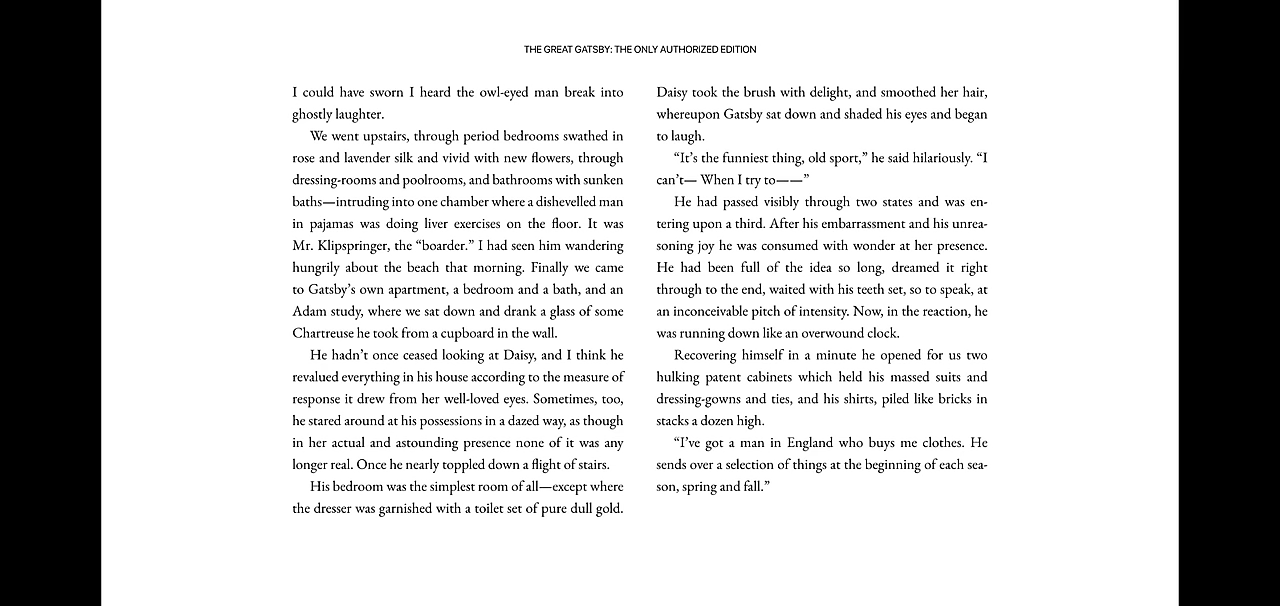 THE GREAT GATSBY: THE ONLY AUTHORIZED EDITION
I could have sworn I heard the owl-eyed man break into
ghostly laughter.
We went upstairs, through period bedrooms swathed in
rose and lavender silk and vivid with new flowers, through
dressing-rooms and poolrooms, and bathrooms with sunken
baths—intruding into one chamber where a dishevelled man
in pajamas was doing liver exercises on the floor. It was
Mr. Klipspringer, the “boarder.” I had seen him wandering
hungrily about the beach that morning. Finally we came
to Gatsby’s own apartment, a bedroom and a bath, and an
Adam study, where we sat down and drank a glass of some
Chartreuse he took from a cupboard in the wall.
He hadn’t once ceased looking at Daisy, and I think he
revalued everything in his house according to the measure of
response it drew from her well-loved eyes. Sometimes, too,
he stared around at his possessions in a dazed way, as though
in her actual and astounding presence none of it was any
longer real. Once he nearly toppled down a flight of stairs.
His bedroom was the simplest room of all—except where
the dresser was garnished with a toilet set of pure dull gold.
Daisy took the brush with delight, and smoothed her hair,
whereupon Gatsby sat down and shaded his eyes and began
to laugh.
“It’s the funniest thing, old sport,” he said hilariously. “I
can’t— When I try to——”
He had passed visibly through two states and was en-
tering upon a third. After his embarrassment and his unrea-
soning joy he was consumed with wonder at her presence.
He had been full of the idea so long, dreamed it right
through to the end, waited with his teeth set, so to speak, at
an inconceivable pitch of intensity. Now, in the reaction, he
was running down like an overwound clock.
Recovering himself in a minute he opened for us two
hulking patent cabinets which held his massed suits and
dressing-gowns and ties, and his shirts, piled like bricks in
stacks a dozen high.
“I’ve got a man in England who buys me clothes. He
sends over a selection of things at the beginning of each sea-
son, spring and fall.”